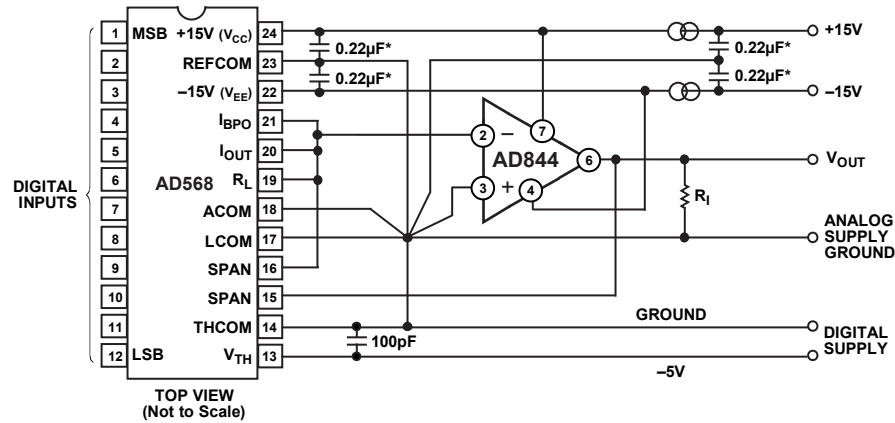 1 MSB +15V (VCC) 24
2 REFCOM 23
3 –15V (VEE) 22
4 IBPO 21
5 IOUT 20
6 RL 19
7 ACOM 18
8 LCOM 17
9 SPAN 16
10 SPAN 15
11 THCOM 14
12 LSB VTH 13
AD568
DIGITAL
INPUTS
TOP VIEW
(Not to Scale)
0.22µF*
0.22µF*
0.22µF*
0.22µF*
+15V
–15V
2 –
3 +
7
4
6
AD844
VOUT
RI
ANALOG
SUPPLY
GROUND
100pF
GROUND
–5V
DIGITAL
SUPPLY